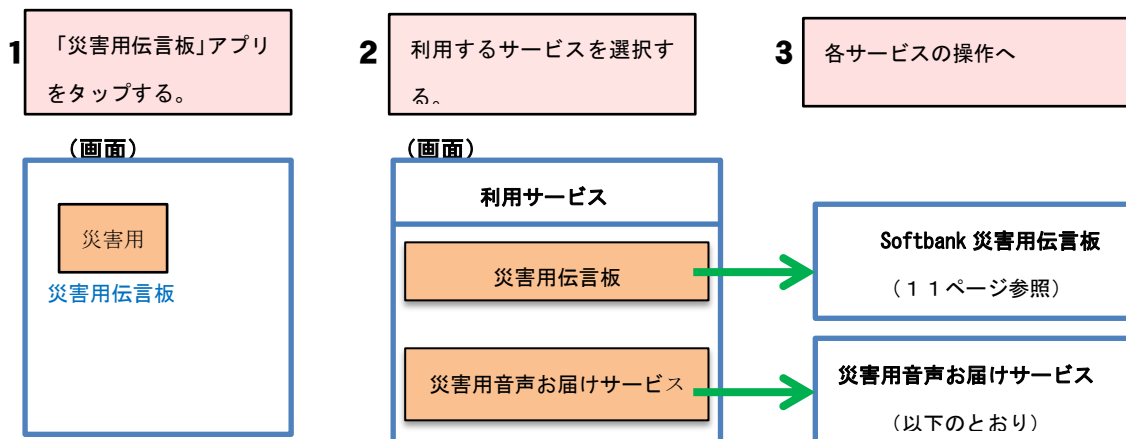 1
「災害用伝言板」アプリ
をタップする。
2
利用するサービスを選択す
る。
3
各サービスの操作へ
(画面)
災害用
災害用伝言板
(画面)
利用サービス
災害用伝言板
災害用音声お届けサービス
Softbank 災害用伝言板
(11ページ参照)
災害用音声お届けサービス
(以下のとおり)